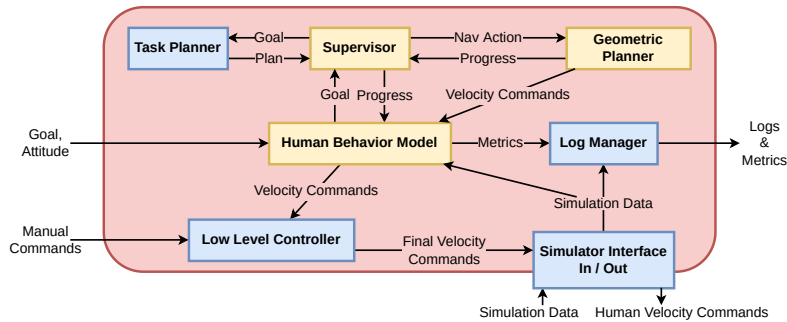 Task Planner
Goal
Plan
Supervisor
Nav Action
Progress
Geometric
Planner
Goal
Progress
Velocity Commands
Goal,
Attitude
Human Behavior Model
Metrics
Log Manager
Logs
&
Metrics
Velocity Commands
Simulation Data
Manual
Commands
Low Level Controller
Final Velocity
Commands
Simulator Interface
In / Out
Simulation Data
Human Velocity Commands